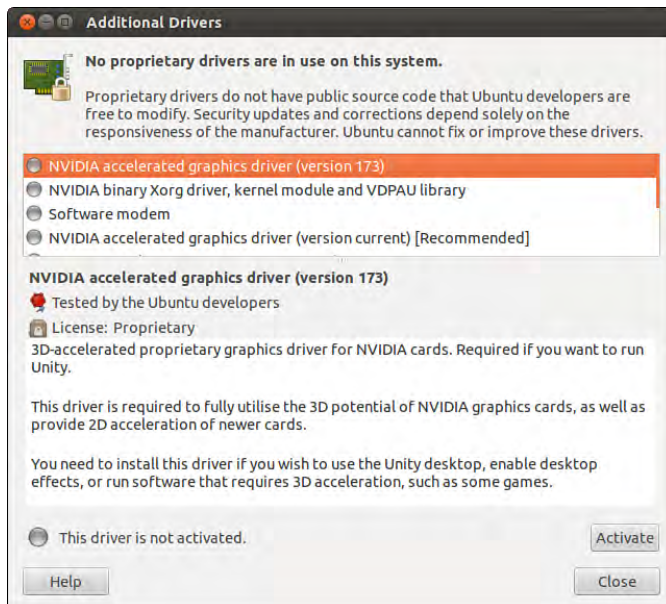 Additional Drivers
No proprietary drivers are in use on this system.
Proprietary drivers do not have public source code that Ubuntu developers are
free to modify. Security updates and corrections depend solely on the
responsiveness of the manufacturer. Ubuntu cannot fix or improve these drivers.
NVIDIA accelerated graphics driver (version 173)
NVIDIA binary Xorg driver, kernel module and VDPAU library
Software modem
NVIDIA accelerated graphics driver (version current) [Recommended]
NVIDIA accelerated graphics driver (version 173)
Tested by the Ubuntu developers
License: Proprietary
3D-accelerated proprietary graphics driver for NVIDIA cards. Required if you want to run
Unity.
This driver is required to fully utilise the 3D potential of NVIDIA graphics cards, as well as
provide 2D acceleration of newer cards.
You need to install this driver if you wish to use the Unity desktop, enable desktop
effects, or run software that requires 3D acceleration, such as some games.
This driver is not activated.
Activate
Help
Close